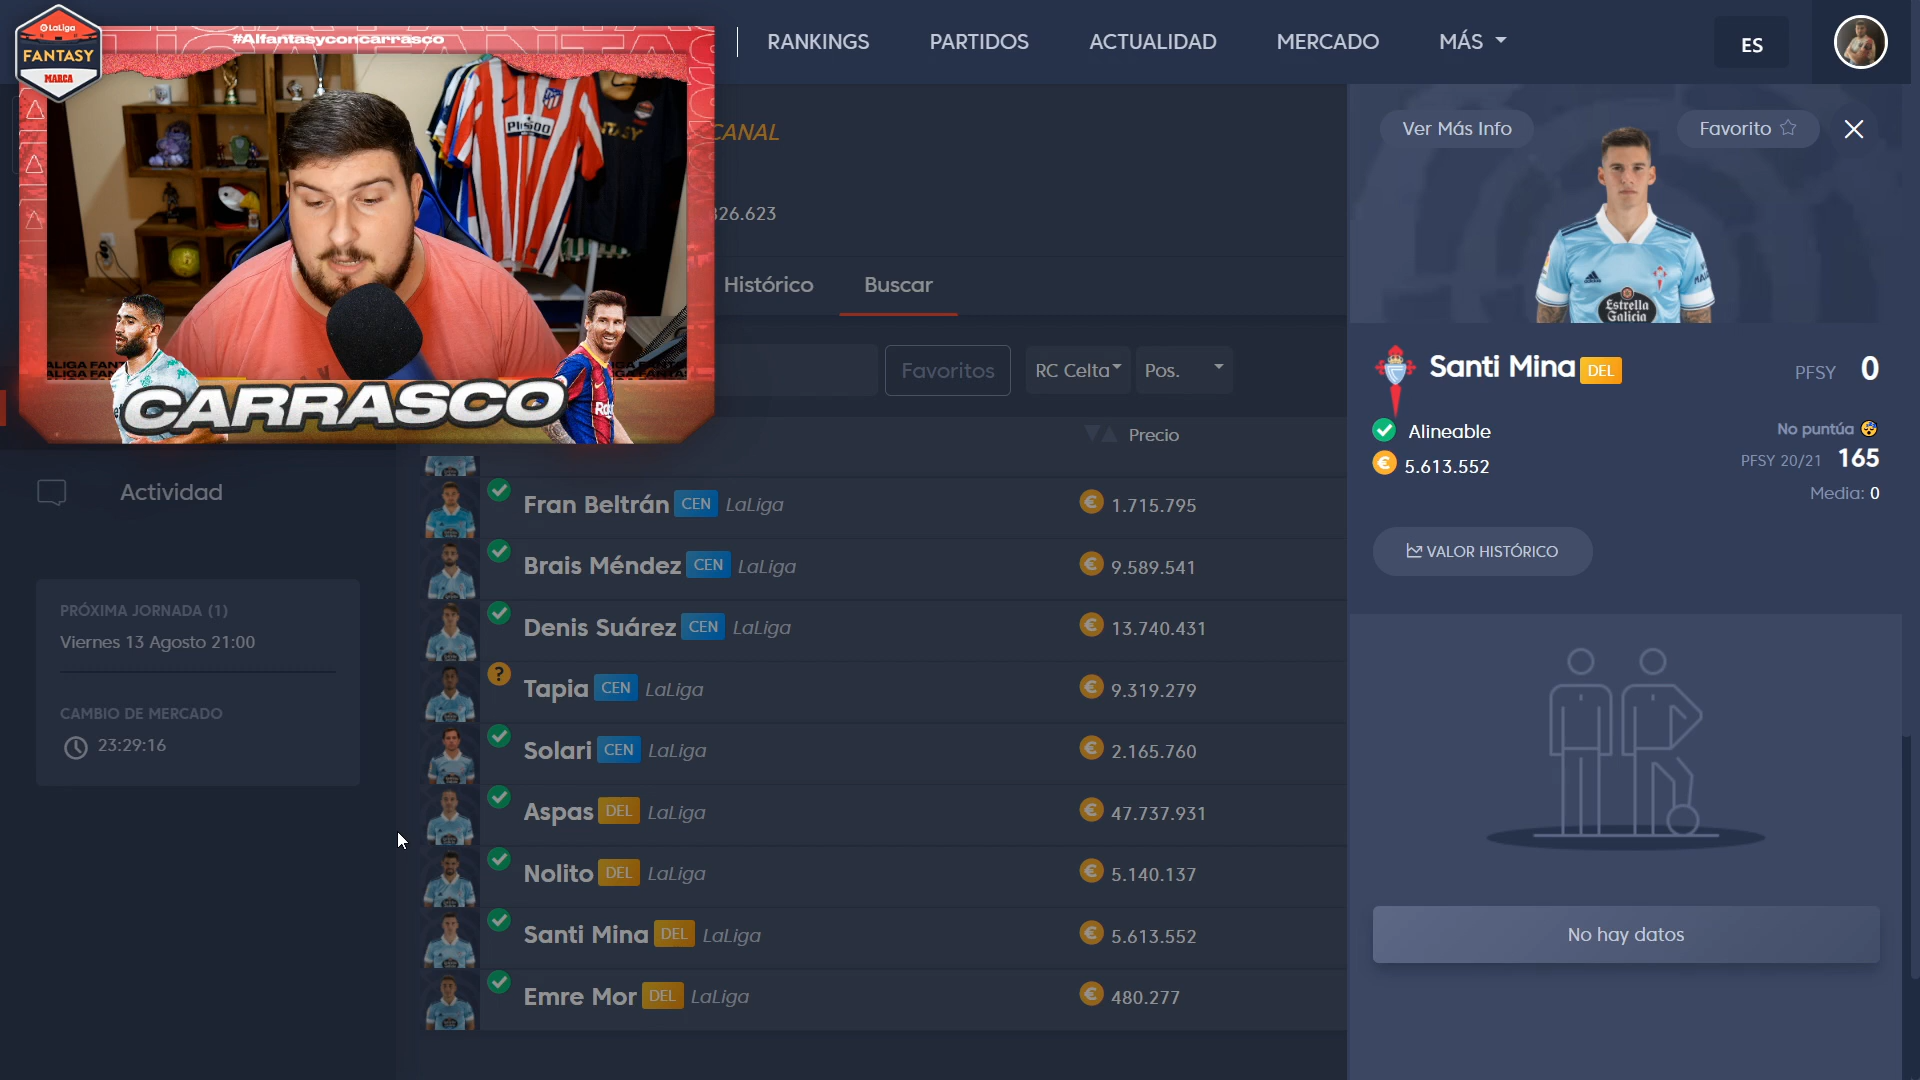 LaLiga
FANTASY
MARCA
#Alfantasyconcarrasco
RANKINGS
PARTIDOS
ACTUALIDAD
MERCADO
MÁS
ES
CANAL
326.623
Plus500
Histórico
Buscar
Favoritos
RC Celta
Pos.
CARRASCO
Precio
Actividad
PRÓXIMA JORNADA (1)
Viernes 13 Agosto 21:00
CAMBIO DE MERCADO
23:29:16
Fran Beltrán CEN LaLiga 1.715.795
Brais Méndez CEN LaLiga 9.589.541
Denis Suárez CEN LaLiga 13.740.431
? Tapia CEN LaLiga 9.319.279
Solari CEN LaLiga 2.165.760
Aspas DEL LaLiga 47.737.931
Nolito DEL LaLiga 5.140.137
Santi Mina DEL LaLiga 5.613.552
Emre Mor DEL LaLiga 480.277
Ver Más Info
Favorito
Estrella
Galicia
Santi Mina DEL
PFSY 0
Alineable
No puntúa
5.613.552
PFSY 20/21 165
Media: 0
VALOR HISTÓRICO
No hay datos